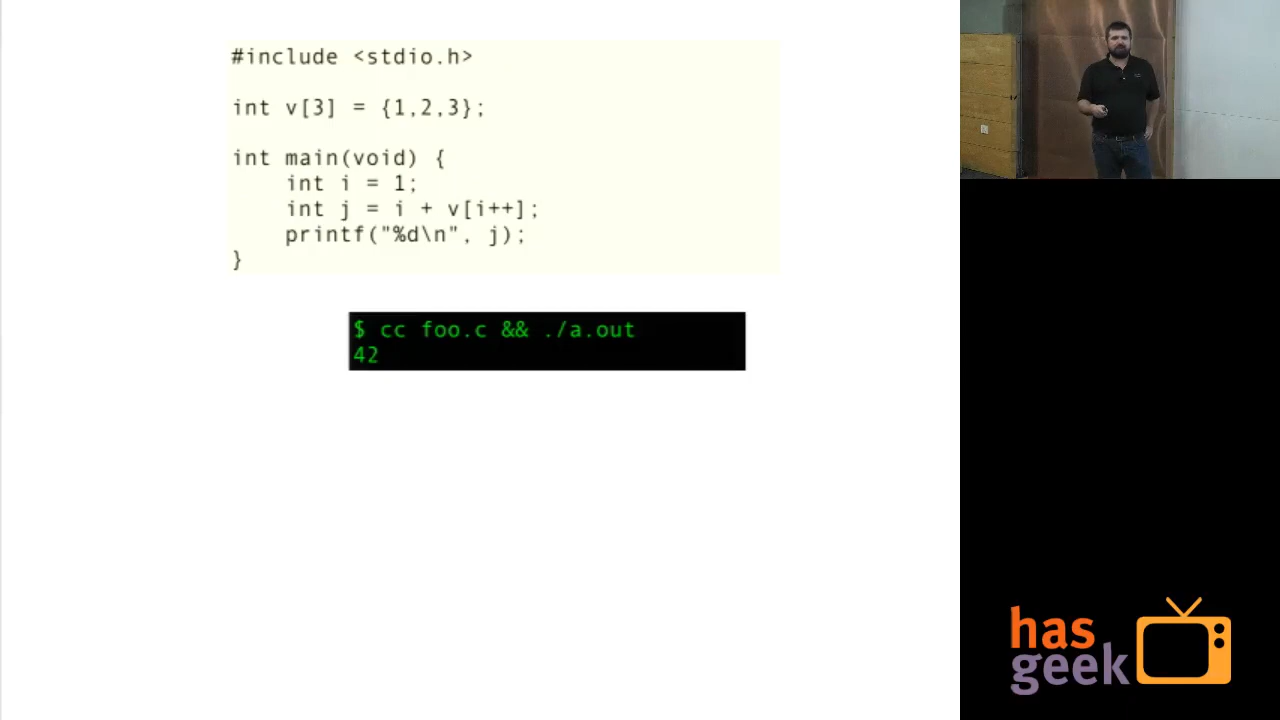 #include <stdio.h>
int v[3] = {1,2,3};
int main(void) {
    int i = 1;
    int j = i + v[i++];
    printf("%d\n", j);
}
$ cc foo.c && ./a.out
42
has
geek